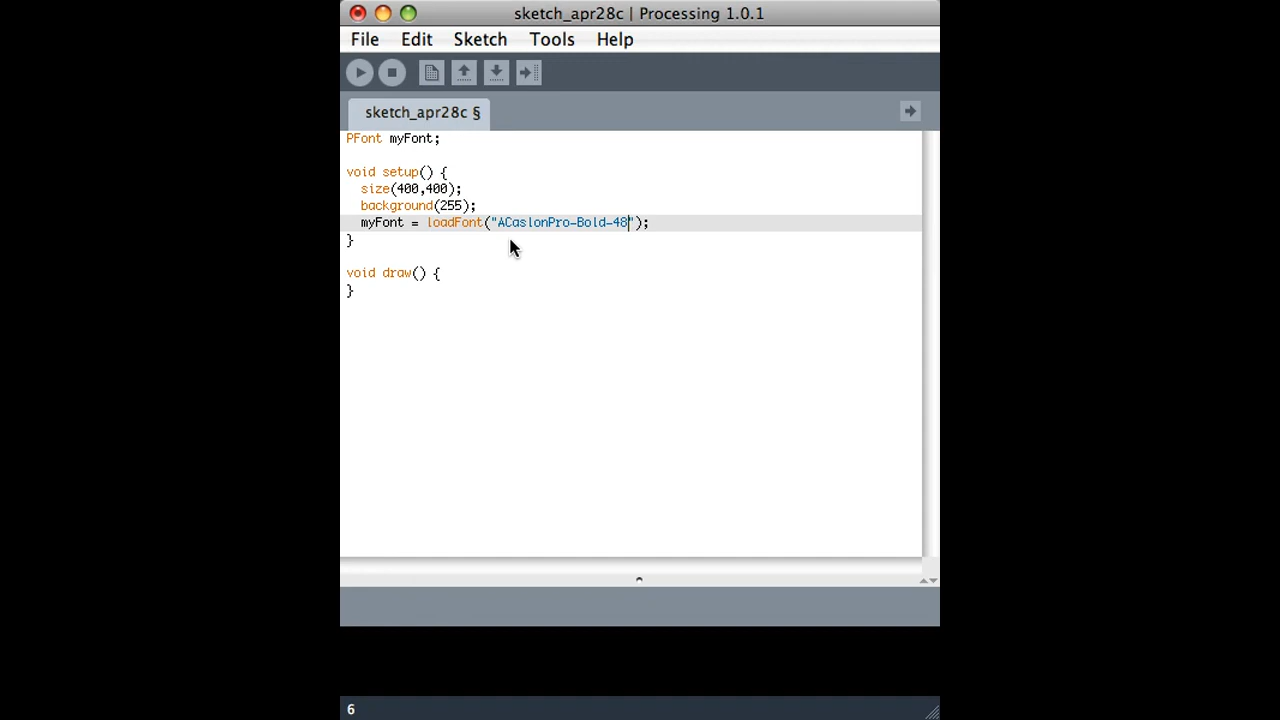 sketch_apr28c | Processing 1.0.1
File Edit Sketch Tools Help
sketch_apr28c §
PFont myFont;
void setup() {
size(400,400);
background(255);
myFont = loadFont("ACaslonPro-Bold-48");
}
void draw() {
}
6